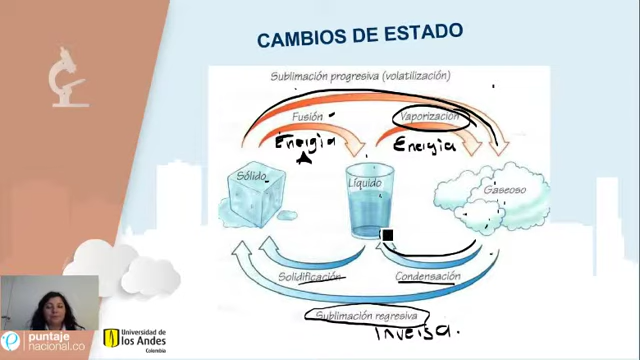 CAMBIOS DE ESTADO
Sublimación progresiva (volatilización)
Fusión
Vaporización
Energía
Energía
Sólido
Líquido
Gaseoso
Solidificación
Condensación
Sublimación regresiva
Inversa.
puntaje
nacional.co
Universidad de
los Andes
Colombia